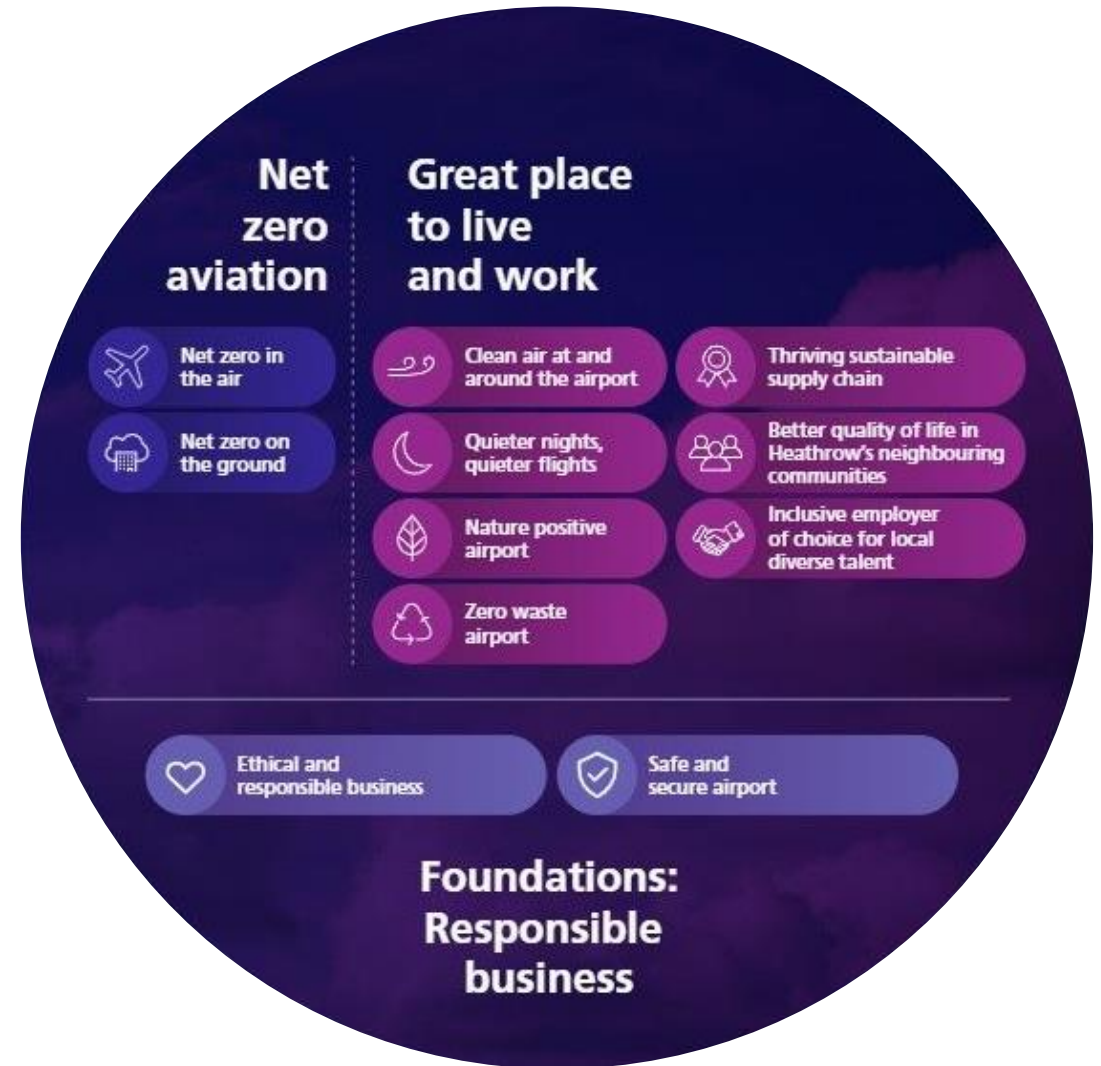 Net
zero
aviation
Net zero in
the air
Net zero on
the ground
Great place
to live
and work
Clean air at and
around the airport
Quieter nights,
quieter flights
Nature positive
airport
Zero waste
airport
Thriving sustainable
supply chain
Better quality of life in
Heathrow's neighbouring
communities
Inclusive employer
of choice for local
diverse talent
Ethical and
responsible business
Safe and
secure airport
Foundations:
Responsible
business